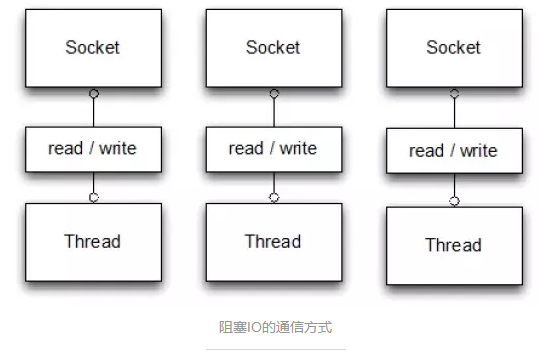 Socket
Socket
Socket
read / write
read / write
read / write
Thread
Thread
Thread
阻塞IO的通信方式